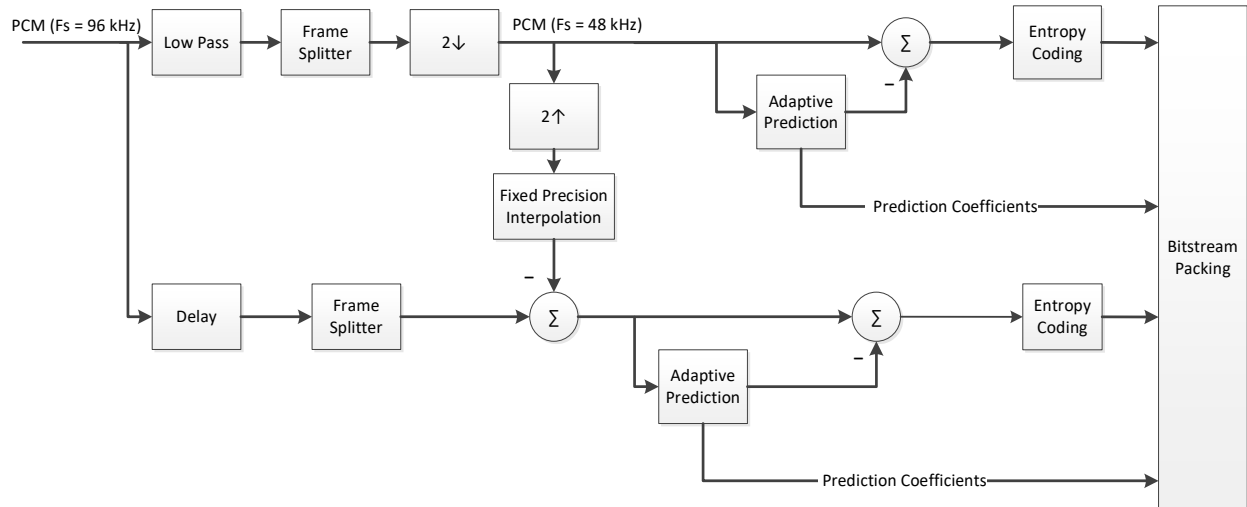 PCM (Fs = 96 kHz)
PCM (Fs = 48 kHz)
Low Pass
Frame
Splitter
2↓
Σ
Entropy
Coding
–
2↑
Adaptive
Prediction
Fixed Precision
Interpolation
Prediction Coefficients
Bitstream
Packing
–
Delay
Frame
Splitter
Σ
Σ
Entropy
Coding
–
Adaptive
Prediction
Prediction Coefficients